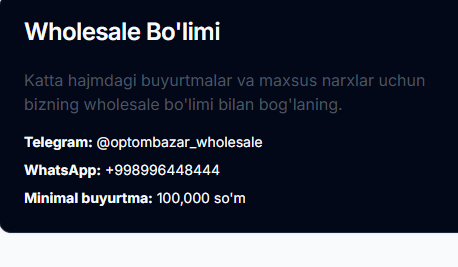 Wholesale Bo'limi
Katta hajmdagi buyurtmalar va maxsus narxlar uchun
bizning wholesale bo'limi bilan bog'laning.
Telegram: @optombazar_wholesale
WhatsApp: +998996448444
Minimal buyurtma: 100,000 so'm